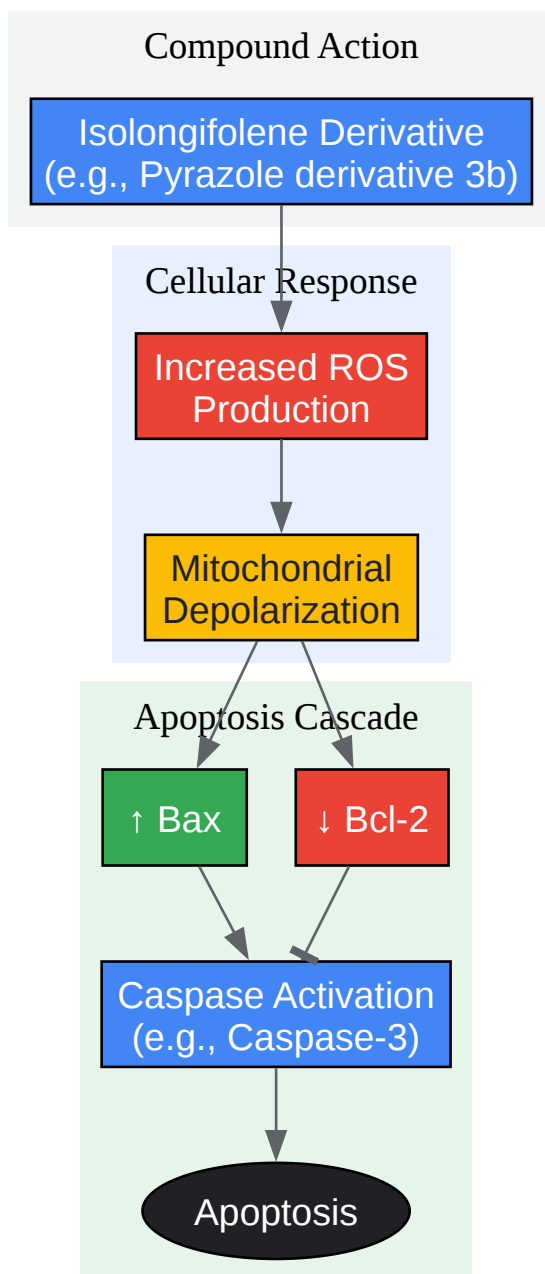 Compound Action
Isolongifolene Derivative
(e.g., Pyrazole derivative 3b)
Cellular Response
Increased ROS
Production
Mitochondrial
Depolarization
Apoptosis Cascade
↑ Bax
↓ Bcl-2
Caspase Activation
(e.g., Caspase-3)
Apoptosis